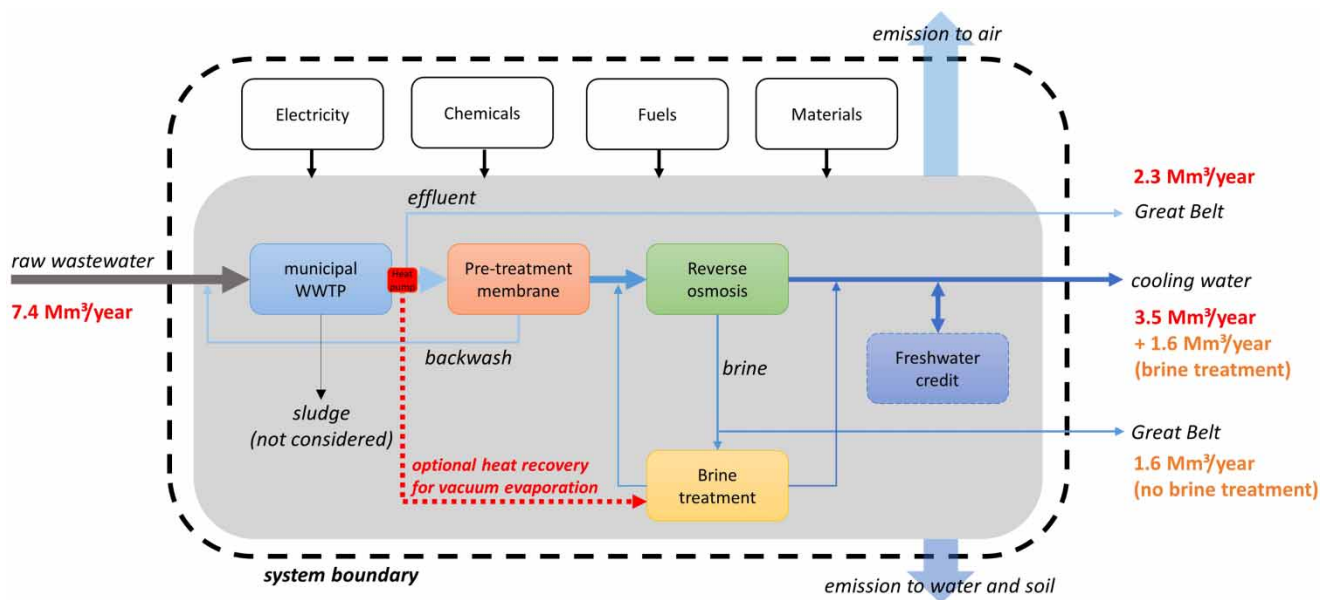 emission to air
Electricity
Chemicals
Fuels
Materials
2.3 Mm³/year
effluent
Great Belt
raw wastewater
municipal
WWTP
Heat
pump
Pre-treatment
membrane
Reverse
osmosis
cooling water
7.4 Mm³/year
3.5 Mm³/year
+ 1.6 Mm³/year
(brine treatment)
backwash
brine
Freshwater
credit
sludge
(not considered)
Great Belt
optional heat recovery
for vacuum evaporation
Brine
treatment
1.6 Mm³/year
(no brine treatment)
system boundary
emission to water and soil